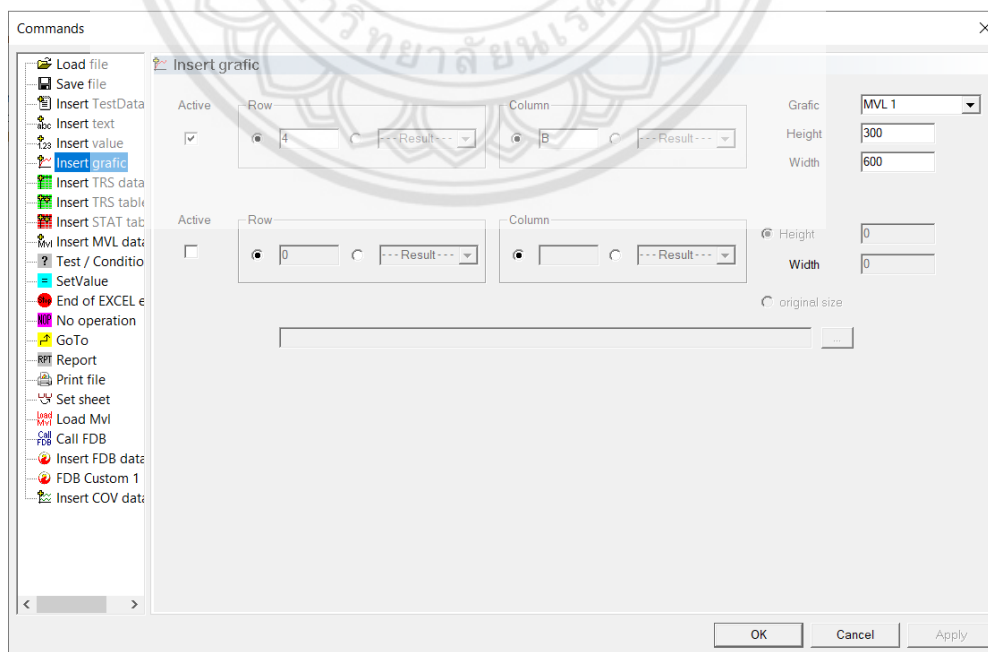 Commands
Load file
Save file
Insert TestData
Insert text
Insert value
Insert grafic
Insert TRS data
Insert TRS table
Insert STAT tab
Insert MVL data
Test / Conditio
SetValue
End of EXCEL e
No operation
GoTo
Report
Print file
Set sheet
Load Mvl
Call FDB
Insert FDB data
FDB Custom 1
Insert COV data
Insert grafic
Active Row Column Grafic MVL 1
4 ---Result--- B ---Result--- Height 300
Width 600
Active Row Column
0 ---Result--- ---Result--- Height 0
Width 0
original size
...
OK Cancel Apply